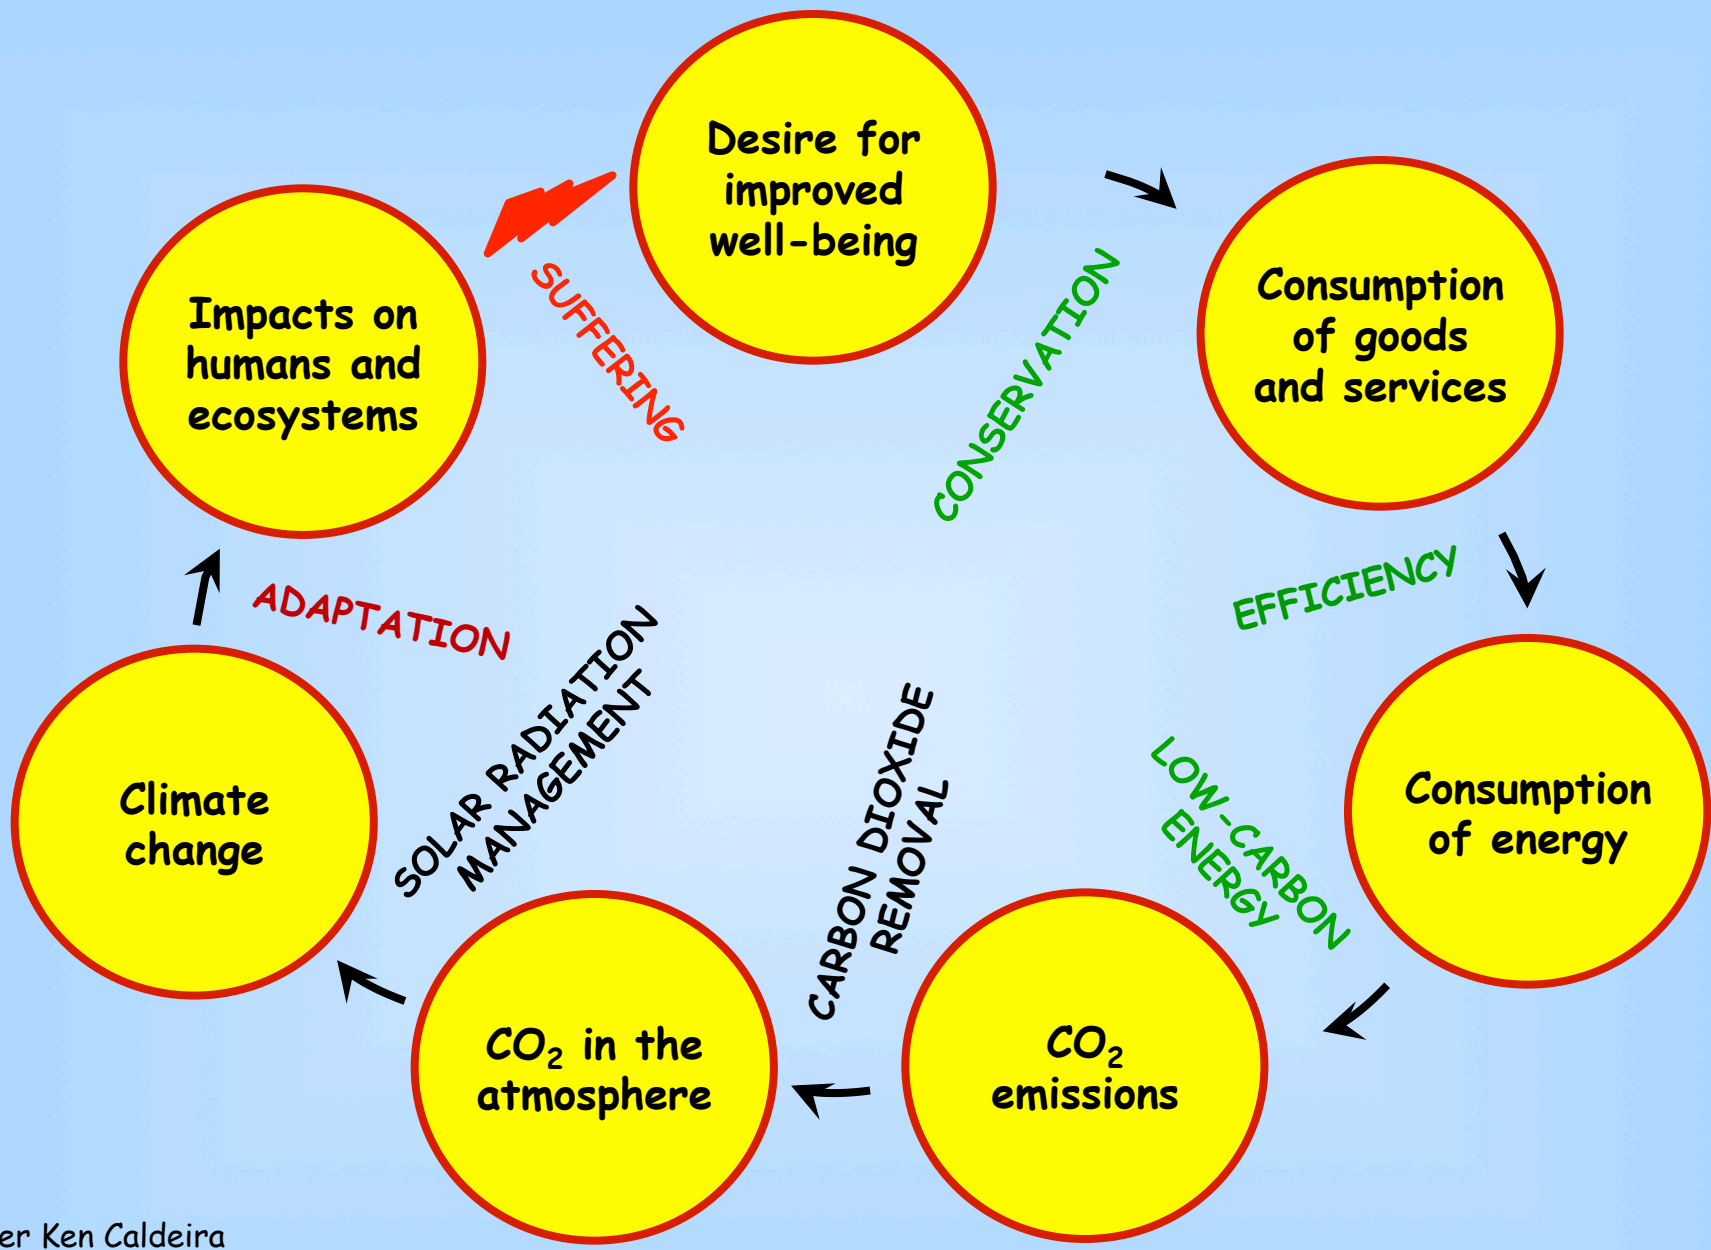 Desire for
improved
well-being
Consumption
of goods
and services
Consumption
of energy
CO₂
emissions
CO₂ in the
atmosphere
Climate
change
Impacts on
humans and
ecosystems
SUFFERING
CONSERVATION
EFFICIENCY
LOW-CARBON
ENERGY
CARBON DIOXIDE
REMOVAL
SOLAR RADIATION
MANAGEMENT
ADAPTATION
Ken Caldeira